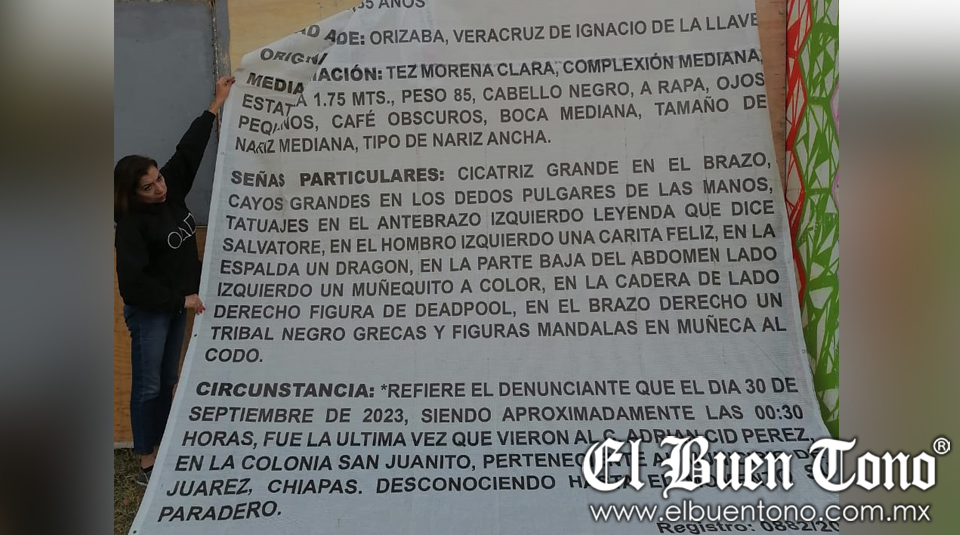 35 AÑOS
ORIZABA, VERACRUZ DE IGNACIO DE LA LLAVE
MEDIA TEZ MORENA CLARA, COMPLEXIÓN MEDIANA,
1.75 MTS., PESO 85, CABELLO NEGRO, A RAPA, OJOS
CAFÉ OBSCUROS, BOCA MEDIANA, TAMAÑO DE
NARIZ MEDIANA, TIPO DE NARIZ ANCHA.
SEÑAS PARTICULARES: CICATRIZ GRANDE EN EL BRAZO,
CAYOS GRANDES EN LOS DEDOS PULGARES DE LAS MANOS,
TATUAJES EN EL ANTEBRAZO IZQUIERDO LEYENDA QUE DICE
SALVATORE, EN EL HOMBRO IZQUIERDO UNA CARITA FELIZ, EN LA
ESPALDA UN DRAGON, EN LA PARTE BAJA DEL ABDOMEN LADO
IZQUIERDO UN MUÑEQUITO A COLOR, EN LA CADERA DE LADO
DERECHO FIGURA DE DEADPOOL, EN EL BRAZO DERECHO UN
TRIBAL NEGRO GRECAS Y FIGURAS MANDALAS EN MUÑECA AL
CODO.
CIRCUNSTANCIA: *REFIERE EL DENUNCIANTE QUE EL DIA 30 DE
SEPTIEMBRE DE 2023, SIENDO APROXIMADAMENTE LAS 00:30
HORAS, FUE LA ULTIMA VEZ QUE VIERON AL C. ADRIAN CID PEREZ,
EN LA COLONIA SAN JUANITO,
JUAREZ, CHIAPAS. DESCONOCIENDO
PARADERO.
Registro: 0882/20
El Buen Tono®
www.elbuentono.com.mx